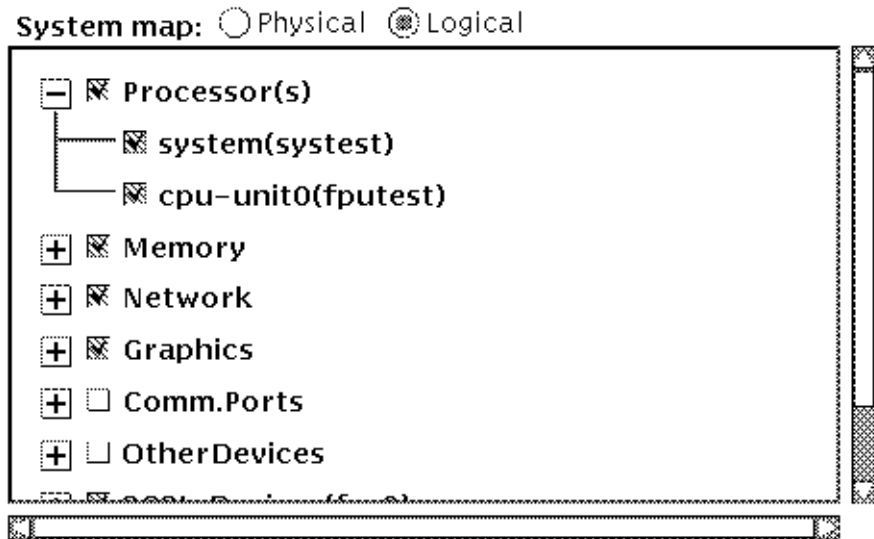 System map: Physical Logical
Processor(s)
system(systest)
cpu-unit0(fputest)
Memory
Network
Graphics
Comm.Ports
OtherDevices